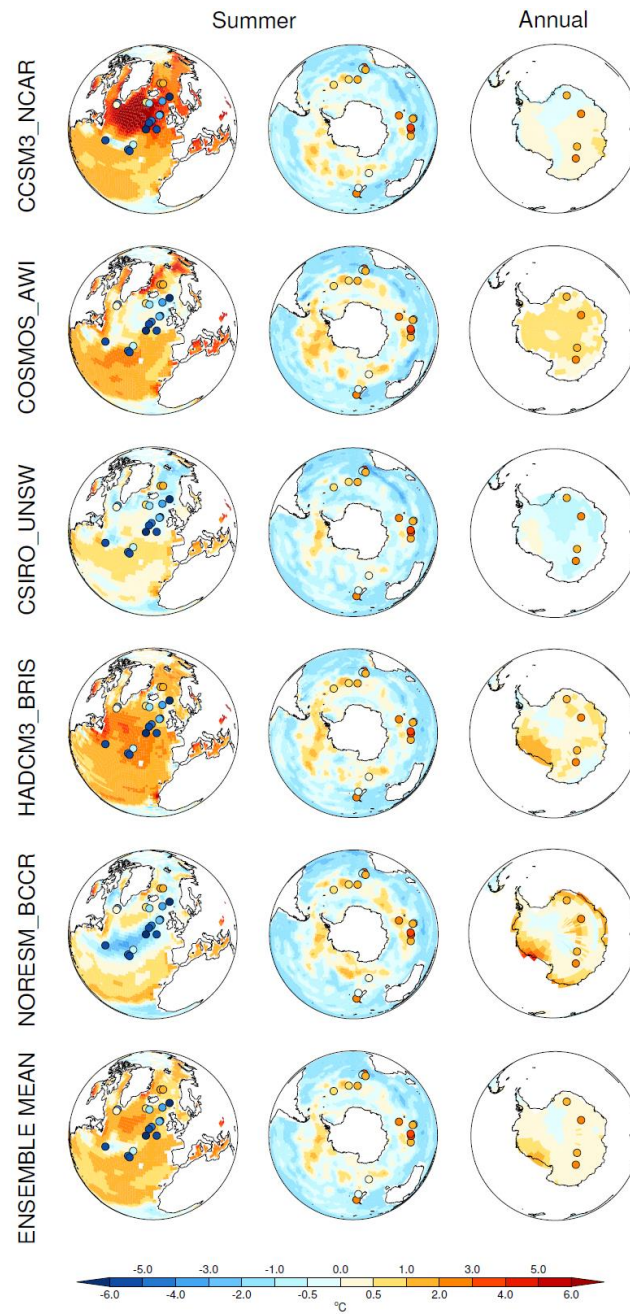 Summer Annual
CCSM3_NCAR
COSMOS_AWI
CSIRO_UNSW
HADCM3_BRIS
NORESM_BCCR
ENSEMBLE MEAN
-5.0 -3.0 -1.0 0.0 1.0 3.0 5.0
-6.0 -4.0 -2.0 -0.5 0.5 2.0 4.0 6.0
°C